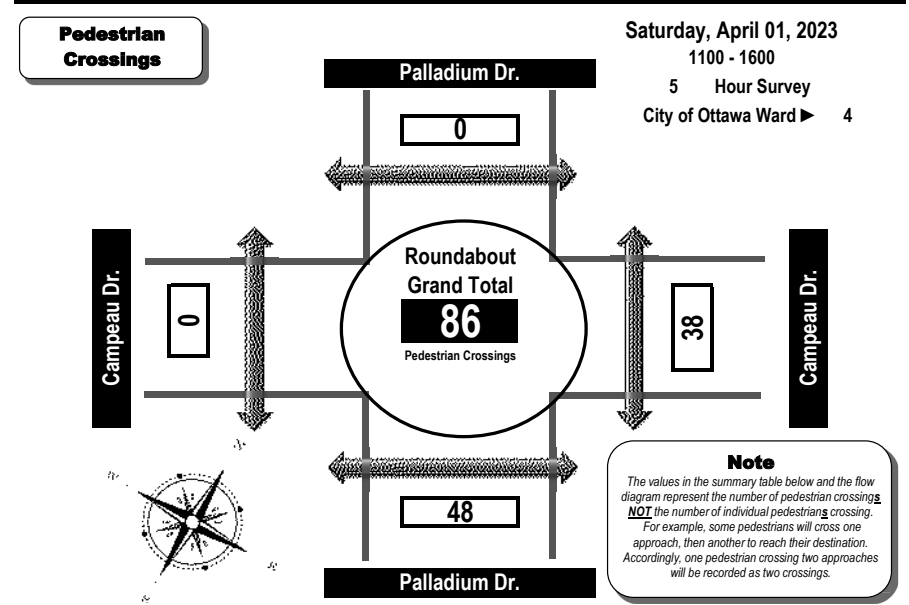 Pedestrian
Crossings
Saturday, April 01, 2023
1100 - 1600
5 Hour Survey
City of Ottawa Ward ► 4
Palladium Dr.
0
Campeau Dr.
0
Roundabout
Grand Total
86
Pedestrian Crossings
38
Campeau Dr.
48
Palladium Dr.
Note
The values in the summary table below and the flow
diagram represent the number of pedestrian crossings
NOT the number of individual pedestrians crossing.
For example, some pedestrians will cross one
approach, then another to reach their destination.
Accordingly, one pedestrian crossing two approaches
will be recorded as two crossings.